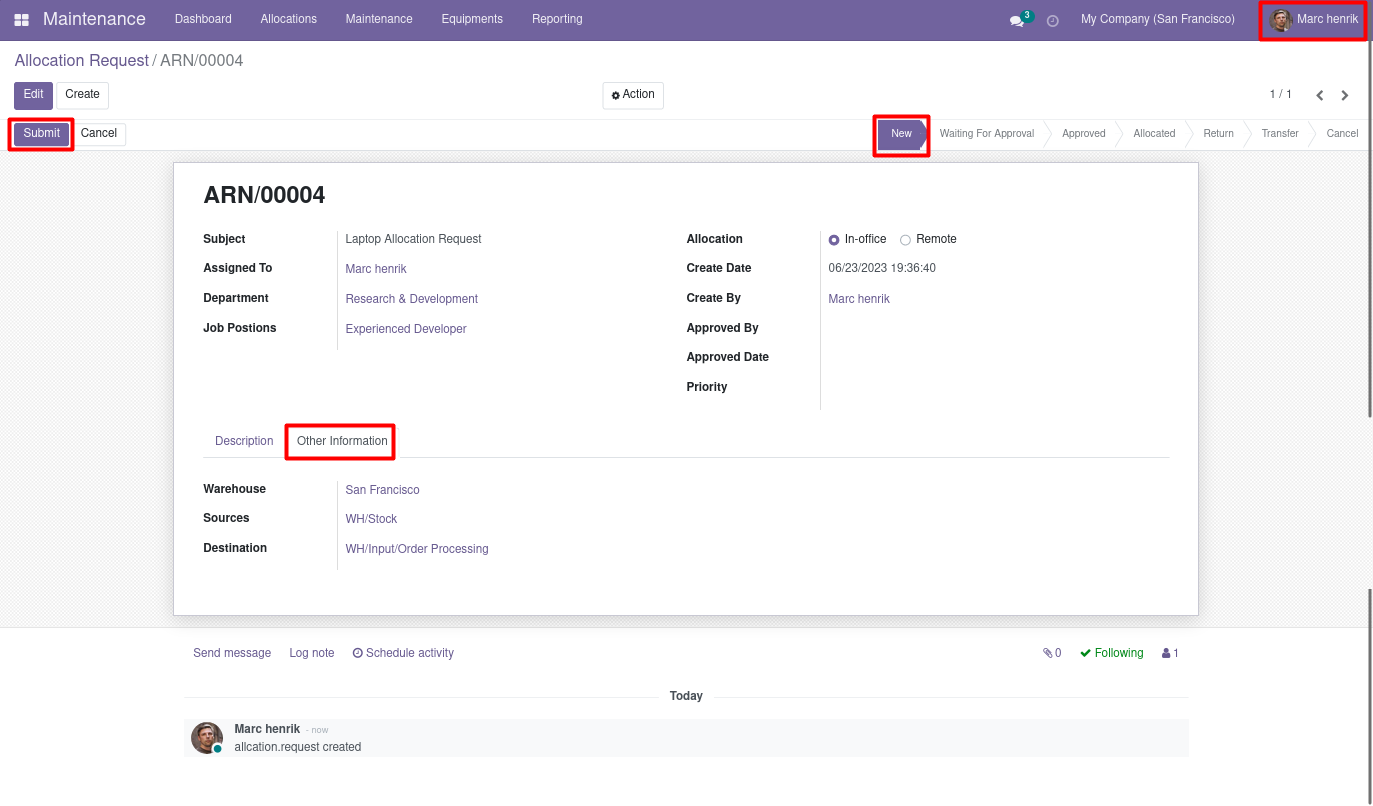 Maintenance Dashboard Allocations Maintenance Equipments Reporting 3 My Company (San Francisco) Marc henrik
Allocation Request / ARN/00004
Edit Create Action 1 / 1
Submit Cancel New Waiting For Approval Approved Allocated Return Transfer Cancel
ARN/00004
Subject Laptop Allocation Request
Assigned To Marc henrik
Department Research & Development
Job Postions Experienced Developer
Allocation In-office Remote
Create Date 06/23/2023 19:36:40
Create By Marc henrik
Approved By
Approved Date
Priority
Description Other Information
Warehouse San Francisco
Sources WH/Stock
Destination WH/Input/Order Processing
Send message Log note Schedule activity 0 Following 1
Today
Marc henrik - now
allcation.request created